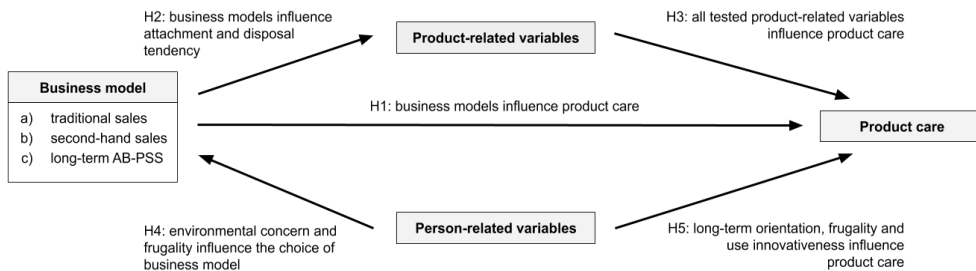 H2: business models influence
attachment and disposal
tendency
Product-related variables
H3: all tested product-related variables
influence product care
Business model
a) traditional sales
b) second-hand sales
c) long-term AB-PSS
H1: business models influence product care
Product care
H4: environmental concern and
frugality influence the choice of
business model
Person-related variables
H5: long-term orientation, frugality and
use innovativeness influence
product care